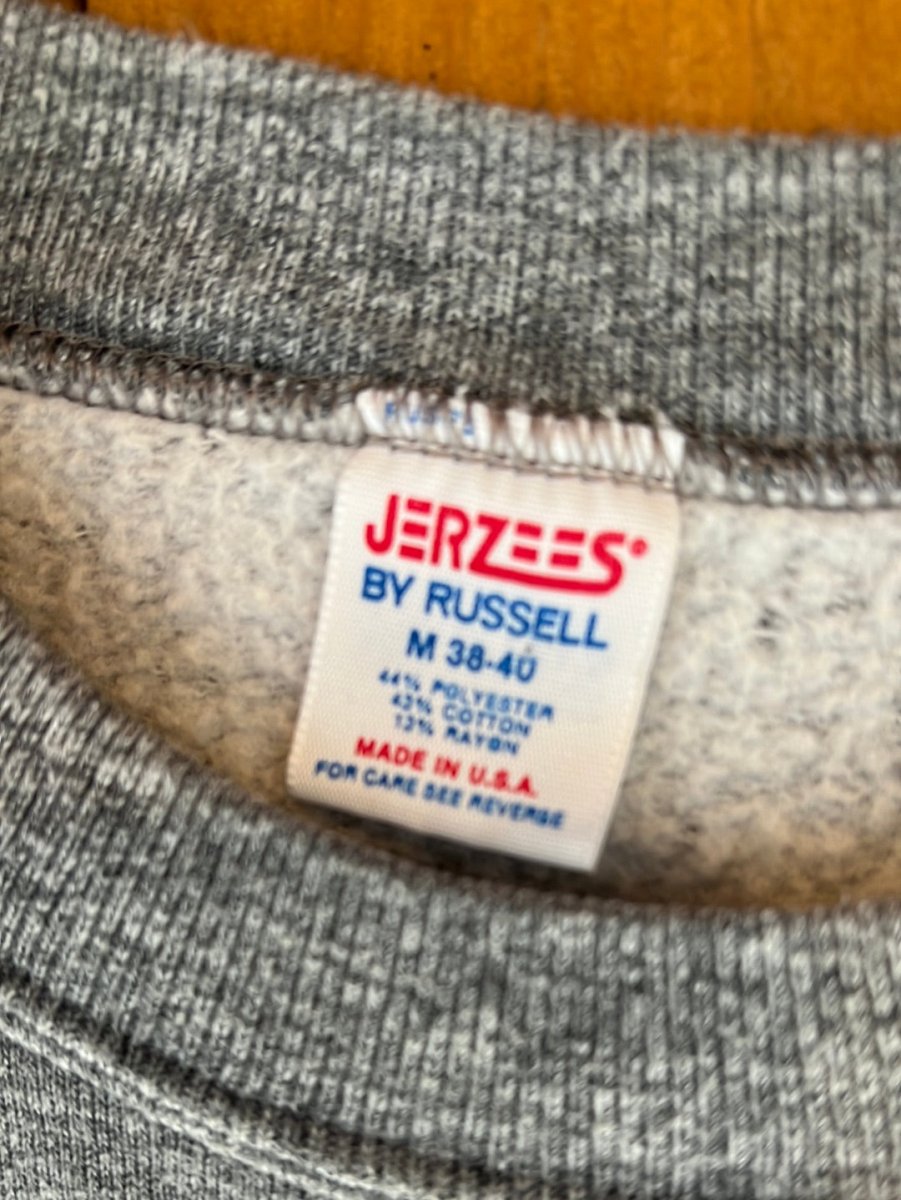 JERZEES®
BY RUSSELL
M 38-40
44% POLYESTER
43% COTTON
13% RAYON
MADE IN U.S.A.
FOR CARE SEE REVERSE